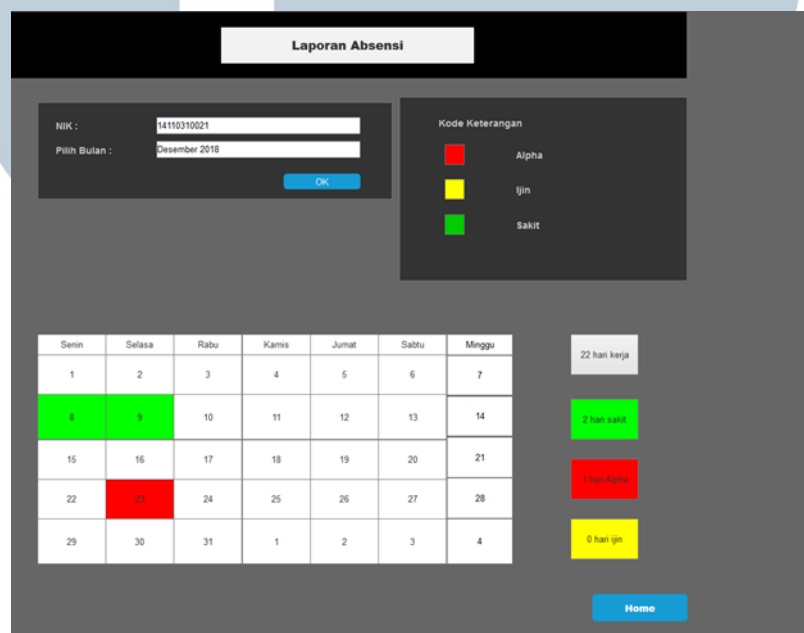 Laporan Absensi
NIK :
14110310021
Pilih Bulan :
Desember 2018
OK
Kode Keterangan
Alpha
Ijin
Sakit
Senin Selasa Rabu Kamis Jumat Sabtu Minggu
1 2 3 4 5 6 7
8 9 10 11 12 13 14
15 16 17 18 19 20 21
22 23 24 25 26 27 28
29 30 31 1 2 3 4
22 hari kerja
2 hari sakit
1 hari Alpha
0 hari ijin
Home